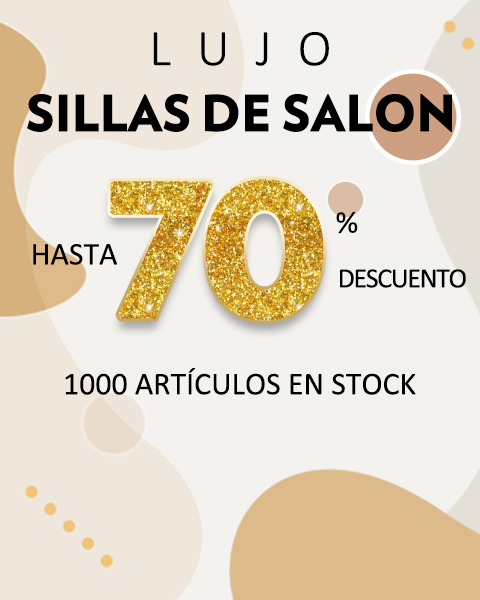 LUJO
SILLAS DE SALON
HASTA 70 % DESCUENTO
1000 ARTÍCULOS EN STOCK